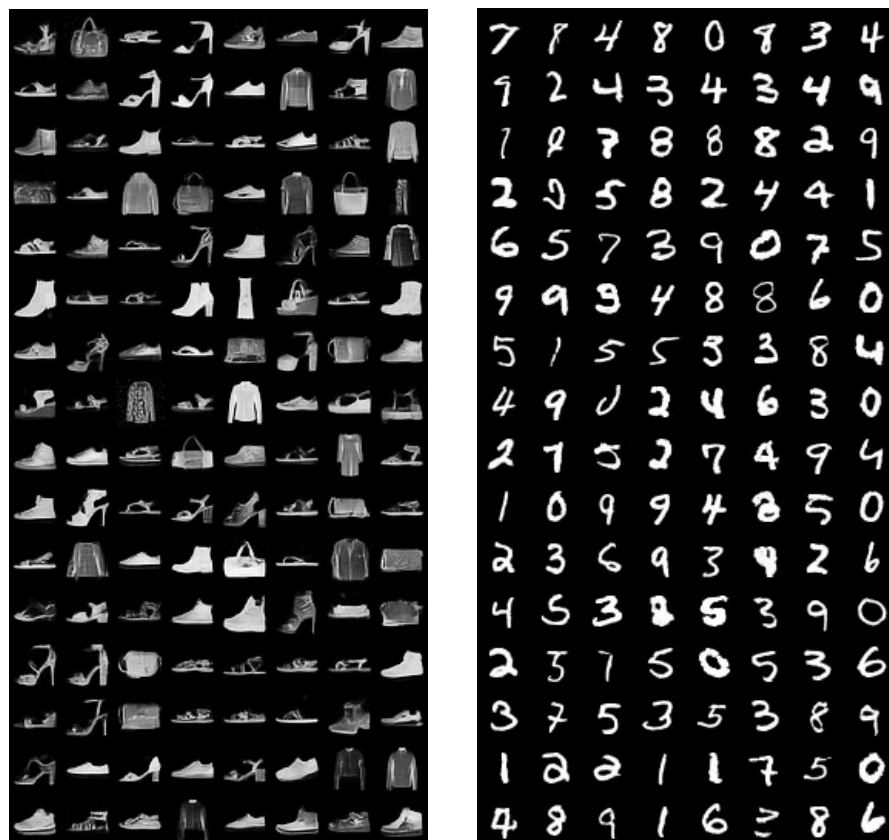 7 8 4 8 0 8 3 4
9 2 4 3 4 3 4 9
1 7 8 8 8 2 9
2 5 8 2 4 4 1
6 5 7 3 9 0 7 5
9 9 3 4 8 8 6 0
5 1 5 5 5 3 8 4
4 9 2 4 6 3 0
2 7 5 2 7 4 9 4
1 0 9 9 4 3 5 0
2 3 6 9 3 2 6
4 5 3 8 5 3 9 0
2 5 7 5 0 5 3 6
3 7 5 3 5 3 8 9
1 2 2 1 1 7 5 0
4 8 9 1 6 8 6